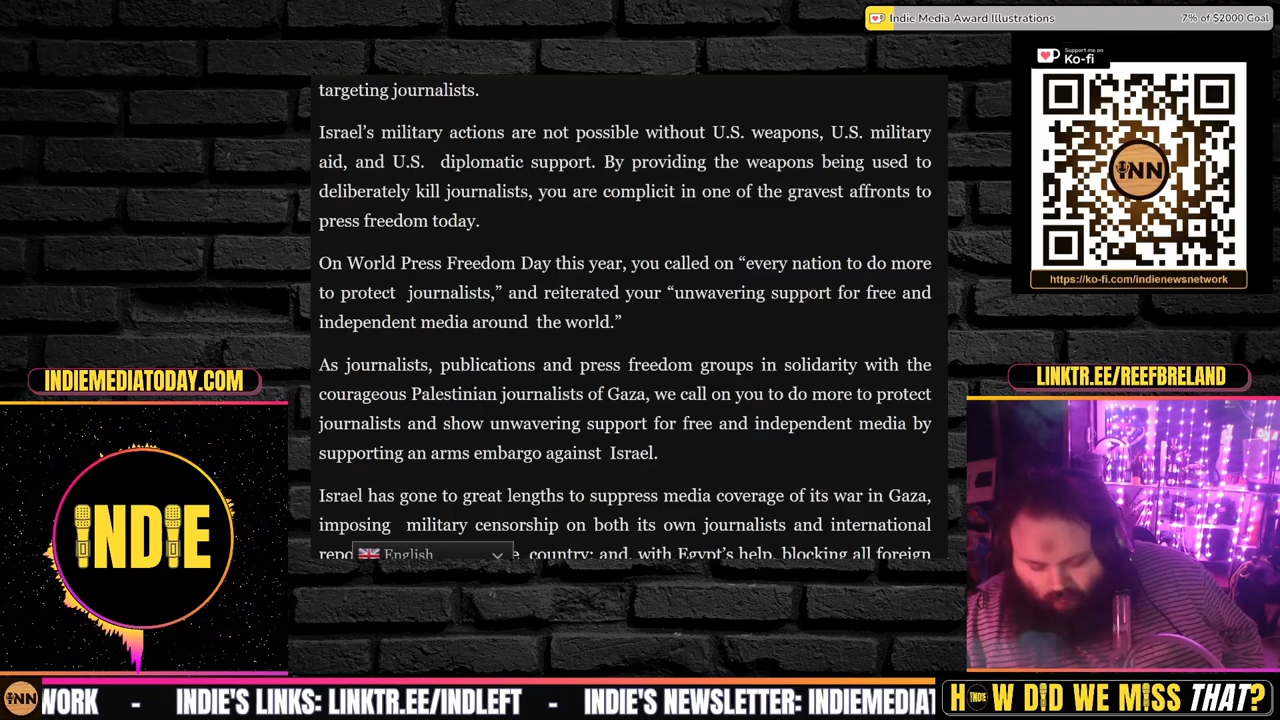 Indie Media Award Illustrations
7% of $2000 Goal
Support me on
Ko-fi
iNN
https://ko-fi.com/indienewsnetwork
targeting journalists.
Israel’s military actions are not possible without U.S. weapons, U.S. military
aid, and U.S. diplomatic support. By providing the weapons being used to
deliberately kill journalists, you are complicit in one of the gravest affronts to
press freedom today.
On World Press Freedom Day this year, you called on “every nation to do more
to protect journalists,” and reiterated your “unwavering support for free and
independent media around the world.”
As journalists, publications and press freedom groups in solidarity with the
courageous Palestinian journalists of Gaza, we call on you to do more to protect
journalists and show unwavering support for free and independent media by
supporting an arms embargo against Israel.
Israel has gone to great lengths to suppress media coverage of its war in Gaza,
imposing military censorship on both its own journalists and international
country; and, with Egypt’s help, blocking all foreign
English
INDIEMEDIATODAY.COM
INDIE
LINKTR.EE/REEFBRELAND
iNN
WORK - INDIE'S LINKS: LINKTR.EE/INDLEFT - INDIE'S NEWSLETTER: INDIEMEDIAT
HOW DID WE MISS THAT?